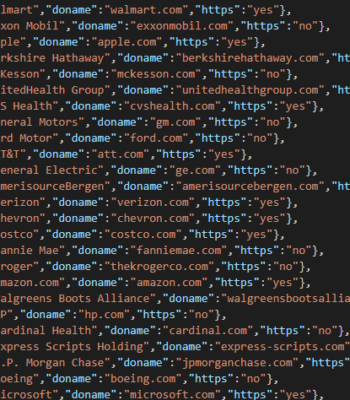 lmart","doname":"walmart.com","https":"yes"},
xon Mobil","doname":"exxonmobil.com","https":"no"},
ple","doname":"apple.com","https":"yes"},
rkshire Hathaway","doname":"berkshirehathaway.com","ht
Kesson","doname":"mckesson.com","https":"no"},
itedHealth Group","doname":"unitedhealthgroup.com","ht
S Health","doname":"cvshealth.com","https":"yes"},
neral Motors","doname":"gm.com","https":"no"},
rd Motor","doname":"ford.com","https":"no"},
T&T","doname":"att.com","https":"yes"},
eneral Electric","doname":"ge.com","https":"no"},
merisourceBergen","doname":"amerisourcebergen.com","ht
erizon","doname":"verizon.com","https":"yes"},
hevron","doname":"chevron.com","https":"yes"},
ostco","doname":"costco.com","https":"yes"},
annie Mae","doname":"fanniemae.com","https":"no"},
roger","doname":"thekrogerco.com","https":"no"},
mazon.com","doname":"amazon.com","https":"yes"},
algreens Boots Alliance","doname":"walgreensbootsallia
P","doname":"hp.com","https":"no"},
ardinal Health","doname":"cardinal.com","https":"no"},
xpress Scripts Holding","doname":"express-scripts.com"
.P. Morgan Chase","doname":"jpmorganchase.com","https"
oeing","doname":"boeing.com","https":"no"},
icrosoft","doname":"microsoft.com","https":"yes"},